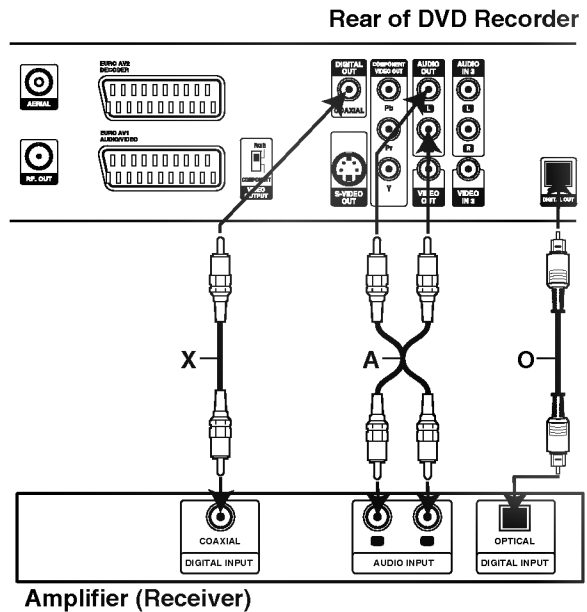 Rear of DVD Recorder
EURO AV2
DECODER
DIGITAL
OUT
COMPONENT
VIDEO OUT
AUDIO
OUT
AUDIO
IN 3
AERIAL
COAXIAL
Pb
L
L
EURO AV1
AUDIO/VIDEO
Pr
R
RF. OUT
COMPONENT
VIDEO
OUTPUT
S-VIDEO
OUT
Y
VIDEO
OUT
VIDEO
IN 3
DIGITAL OUT
X
A
O
COAXIAL
DIGITAL INPUT
AUDIO INPUT
OPTICAL
DIGITAL INPUT
Amplifier (Receiver)